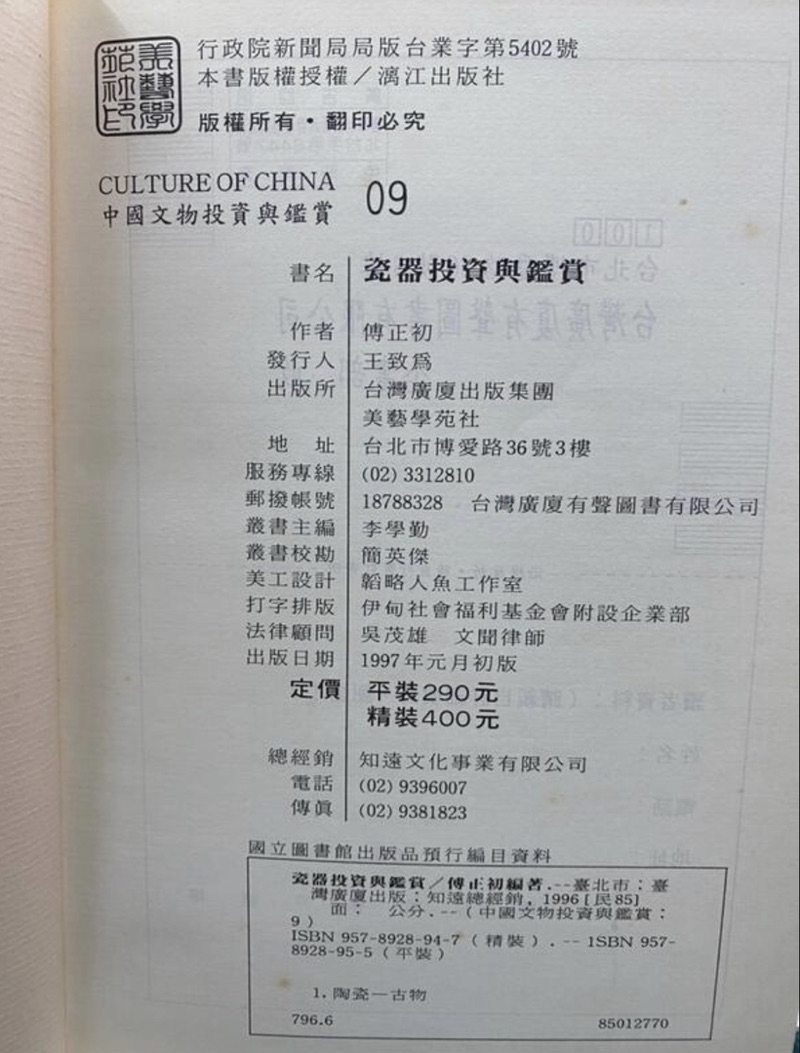 美藝學苑社印
行政院新聞局局版台業字第5402號
本書版權授權／漓江出版社
版權所有・翻印必究
CULTURE OF CHINA 09
中國文物投資與鑑賞
書名 瓷器投資與鑑賞
作者 傅正初
發行人 王致爲
出版所 台灣廣廈出版集團
美藝學苑社
地 址 台北市博愛路36號3樓
服務專線 (02) 3312810
郵撥帳號 18788328 台灣廣廈有聲圖書有限公司
叢書主編 李學勤
叢書校勘 簡英傑
美工設計 韜略人魚工作室
打字排版 伊甸社會福利基金會附設企業部
法律顧問 吳茂雄 文聞律師
出版日期 1997年元月初版
定價 平裝290元
精裝400元
總經銷 知遠文化事業有限公司
電話 (02) 9396007
傳眞 (02) 9381823
國立圖書館出版品預行編目資料
瓷器投資與鑑賞／傅正初編著.--臺北市：臺
灣廣廈出版：知遠總經銷, 1996［民85］
面： 公分.--（中國文物投資與鑑賞：
9）
ISBN 957-8928-94-7（精裝）.-- ISBN 957-
8928-95-5（平裝）
1. 陶瓷－古物
796.6 85012770